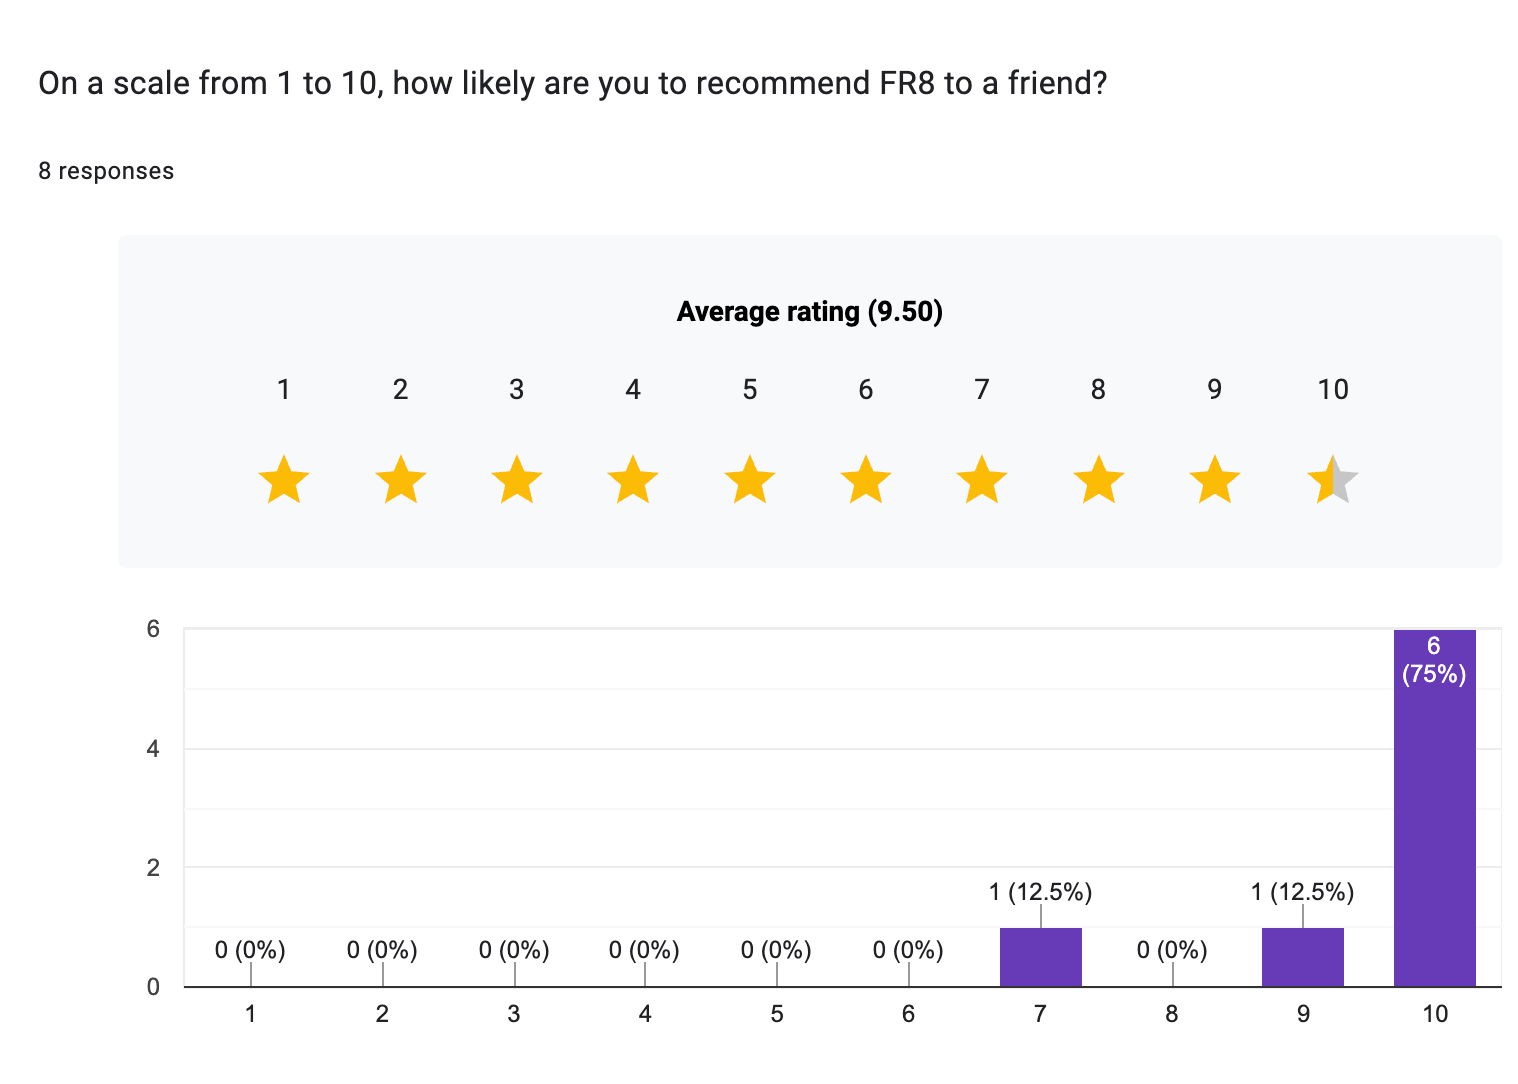 On a scale from 1 to 10, how likely are you to recommend FR8 to a friend?
8 responses
Average rating (9.50)
1 2 3 4 5 6 7 8 9 10
6
6
(75%)
4
2
1 (12.5%) 1 (12.5%)
0 (0%) 0 (0%) 0 (0%) 0 (0%) 0 (0%) 0 (0%) 0 (0%)
0
1 2 3 4 5 6 7 8 9 10